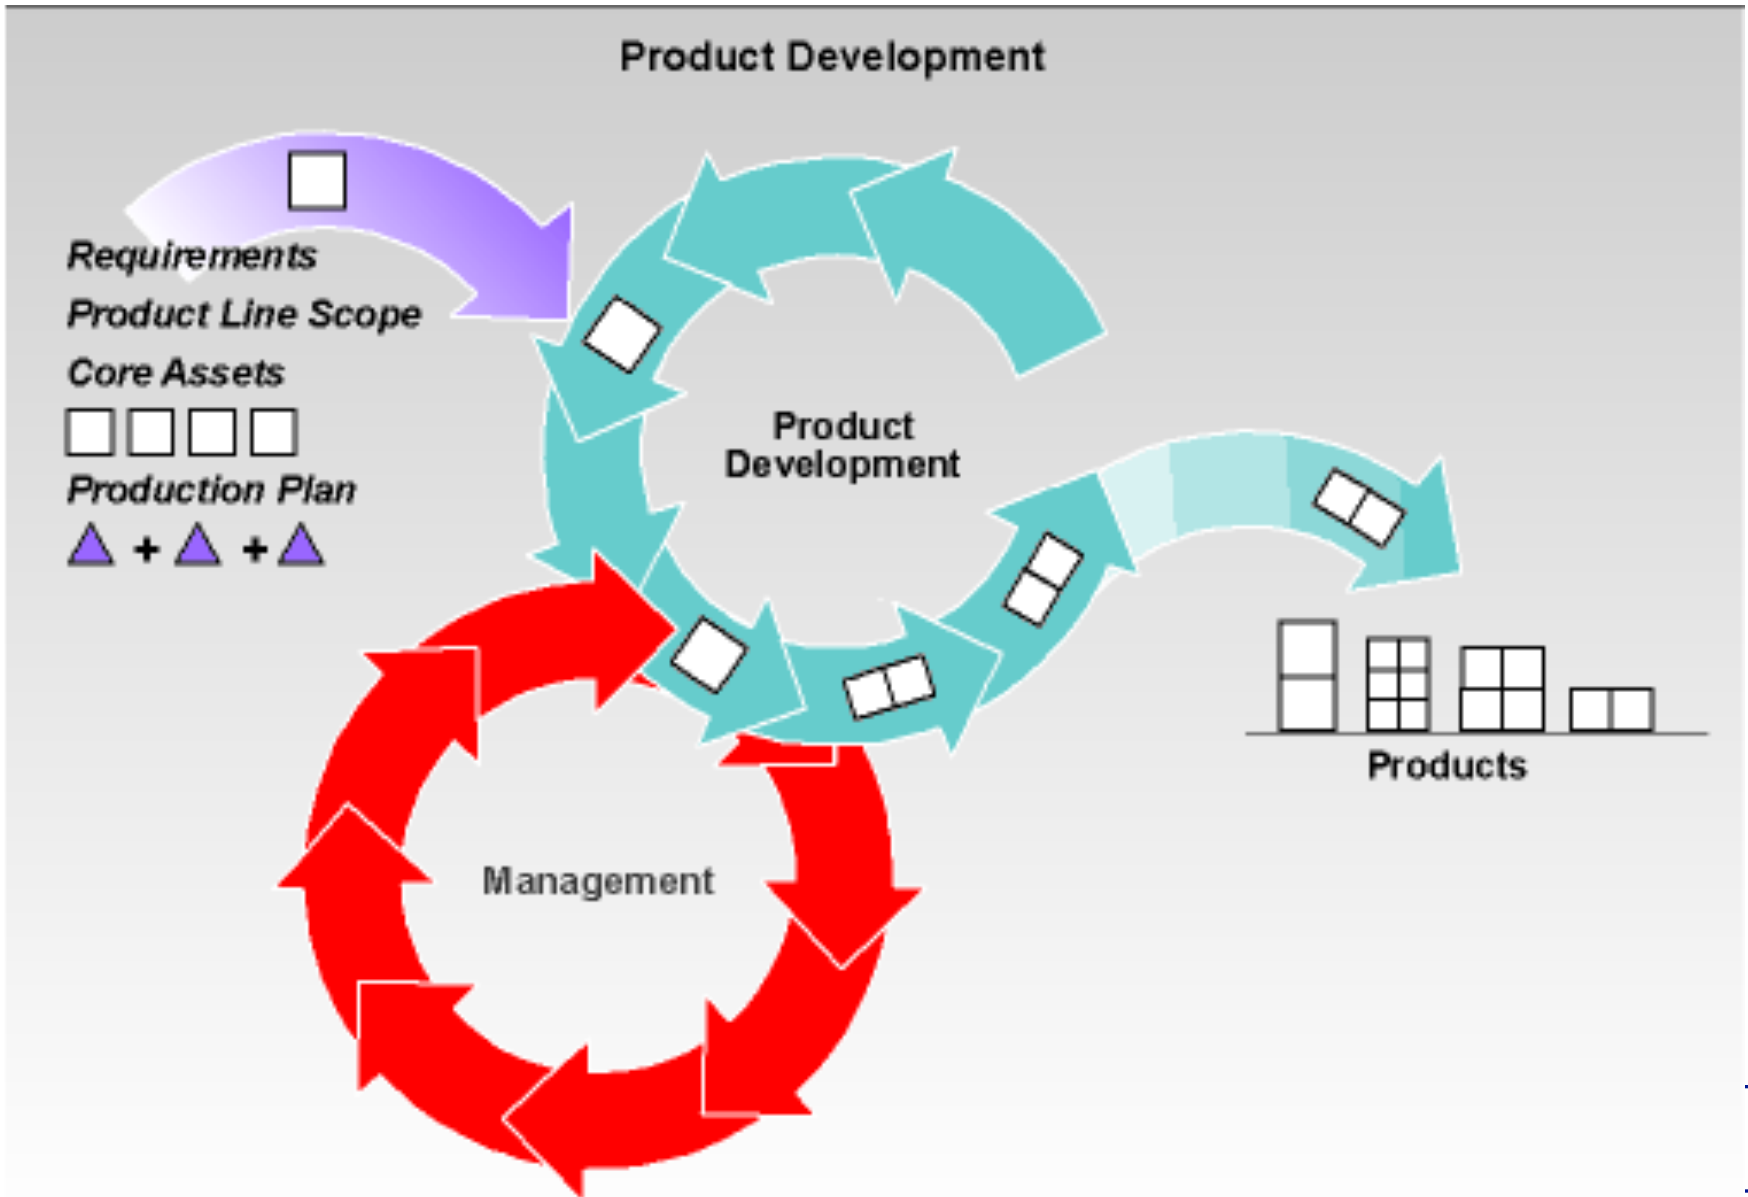 Product Development
Requirements
Product Line Scope
Core Assets
Production Plan
+ +
Product
Development
Management
Products